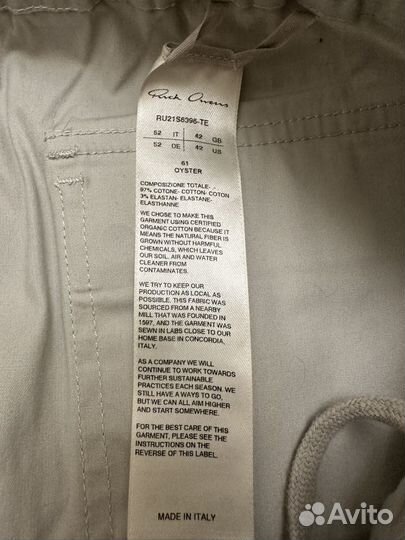 Rick Owens
RU21S6396-TE
52 IT 42 GB
52 DE 42 US
61
OYSTER
COMPOSIZIONE TOTALE- .
97% COTONE- COTTON- COTON
3% ELASTAN- ELASTANE,
ELASTHANNE
WE CHOSE TO MAKE THIS
GARMENT USING CERTIFIED
ORGANIC COTTON BECAUSE IT
MEANS THE NATURAL FIBER IS
GROWN WITHOUT HARMFUL
CHEMICALS, WHICH LEAVES
OUR SOIL, AIR AND WATER
CLEANER FROM
CONTAMINATES.
WE TRY TO KEEP OUR
PRODUCTION AS LOCAL AS
POSSIBLE. THIS FABRIC WAS
SOURCED FROM A NEARBY
MILL THAT WAS FOUNDED IN
1597, AND THE GARMENT WAS
SEWN IN LABS CLOSE TO OUR
HOME BASE IN CONCORDIA,
ITALY.
AS A COMPANY WE WILL
CONTINUE TO WORK TOWARDS
FURTHER SUSTAINABLE
PRACTICES EACH SEASON. WE
STILL HAVE A WAYS TO GO,
BUT WE CAN ALL AIM HIGHER
AND START SOMEWHERE.
FOR THE BEST CARE OF THIS
GARMENT, PLEASE SEE THE
INSTRUCTIONS ON THE
REVERSE OF THIS LABEL.
MADE IN ITALY
Avito